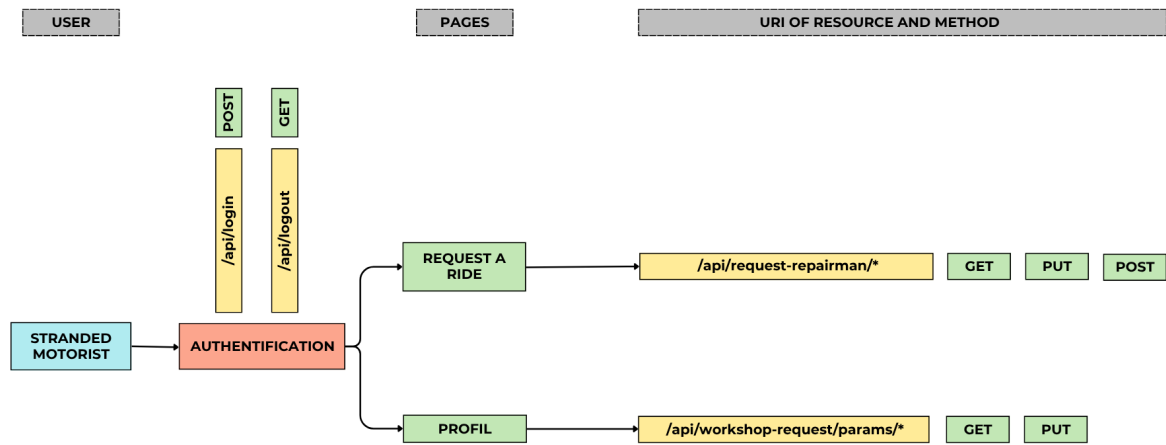 USER
PAGES
URI OF RESOURCE AND METHOD
POST
GET
/api/login
/api/logout
REQUEST A
RIDE
/api/request-repairman/*
GET
PUT
POST
STRANDED
MOTORIST
AUTHENTIFICATION
PROFIL
/api/workshop-request/params/*
GET
PUT